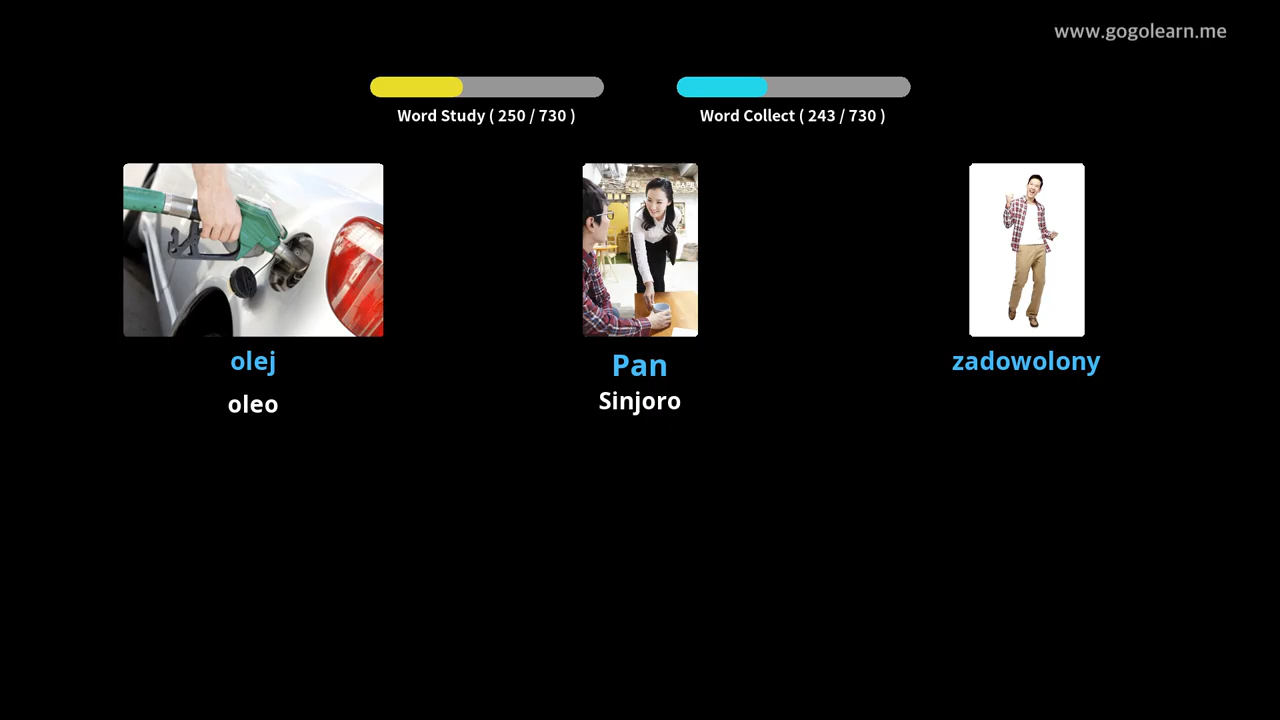 www.gogolearn.me
Word Study ( 250 / 730 )
Word Collect ( 243 / 730 )
olej
Pan
zadowolony
oleo
Sinjoro